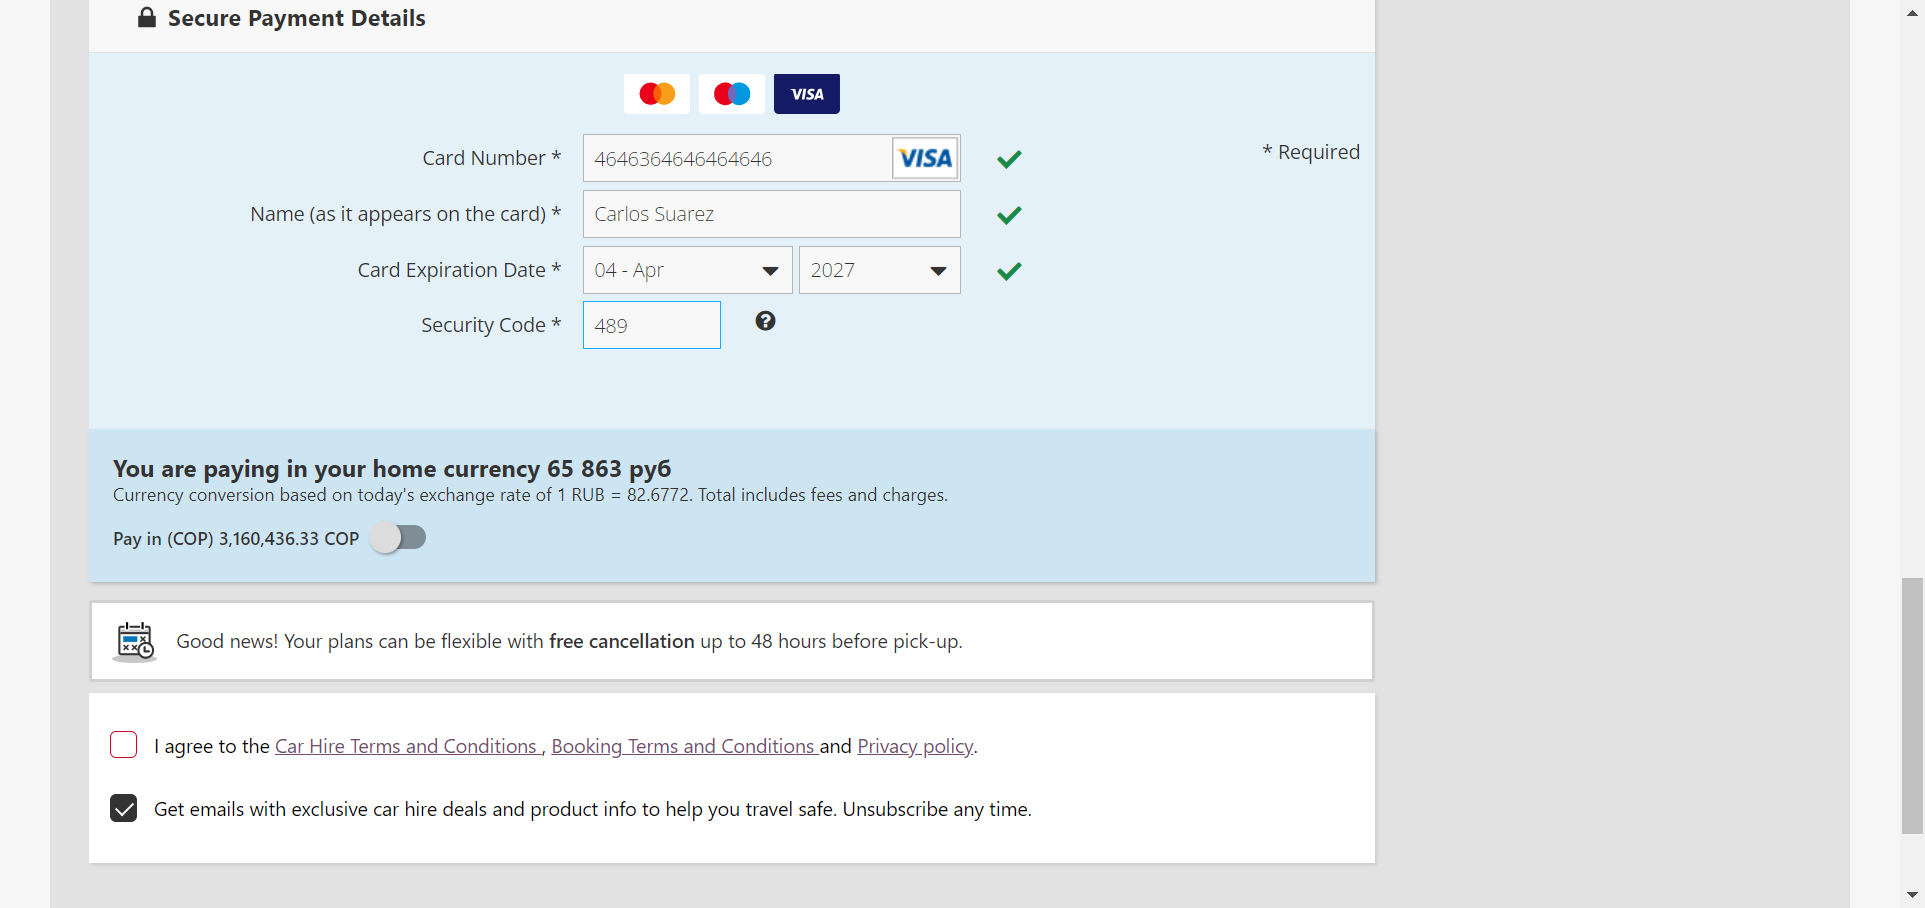 Secure Payment Details
VISA
Card Number *
4646364646464646
VISA
* Required
Name (as it appears on the card) *
Carlos Suarez
Card Expiration Date *
04 - Apr
2027
Security Code *
489
?
You are paying in your home currency 65 863 руб
Currency conversion based on today's exchange rate of 1 RUB = 82.6772. Total includes fees and charges.
Pay in (COP) 3,160,436.33 COP
Good news! Your plans can be flexible with free cancellation up to 48 hours before pick-up.
I agree to the Car Hire Terms and Conditions , Booking Terms and Conditions and Privacy policy.
Get emails with exclusive car hire deals and product info to help you travel safe. Unsubscribe any time.